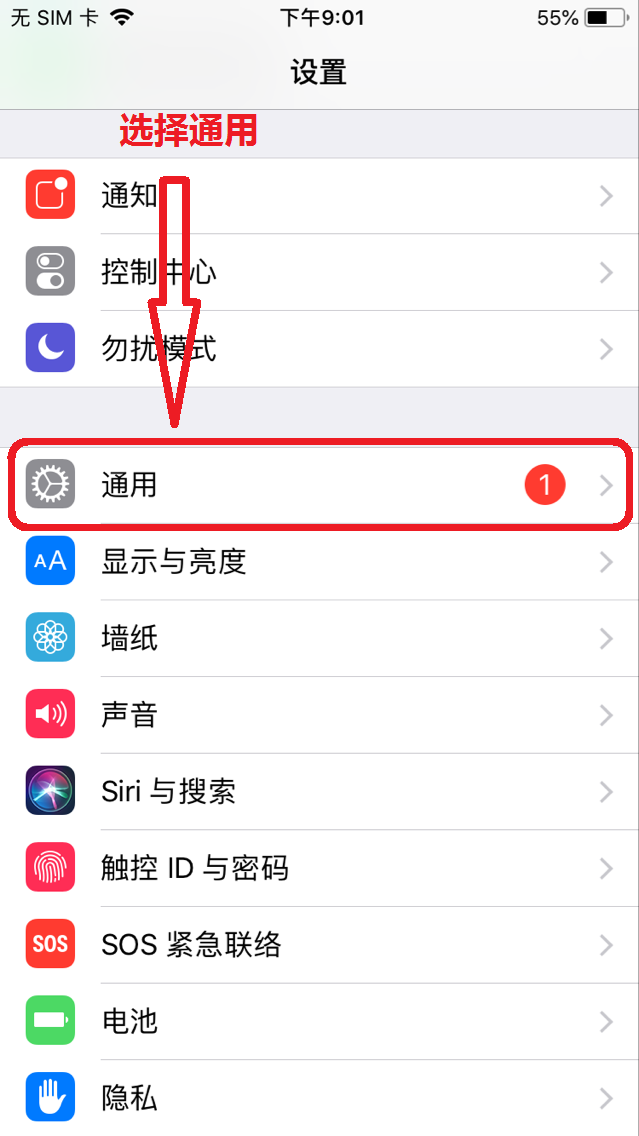 无 SIM 卡 下午9:01 55%
设置
选择通用
通知
控制中心
勿扰模式
通用 1
AA 显示与亮度
墙纸
声音
Siri 与搜索
触控 ID 与密码
SOS SOS 紧急联络
电池
隐私